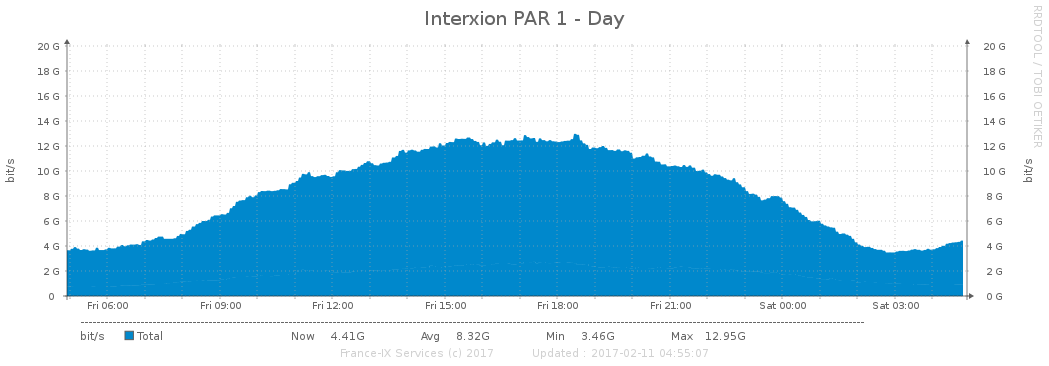 Interxion PAR 1 - Day
RRDTOOL / TOBI OETIKER
bit/s
20 G 20 G
18 G 18 G
16 G 16 G
14 G 14 G
12 G 12 G
10 G 10 G
8 G 8 G
6 G 6 G
4 G 4 G
2 G 2 G
0 0 G
bit/s
Fri 06:00 Fri 09:00 Fri 12:00 Fri 15:00 Fri 18:00 Fri 21:00 Sat 00:00 Sat 03:00
bit/s Total Now 4.41G Avg 8.32G Min 3.46G Max 12.95G
France-IX Services (c) 2017 Updated : 2017-02-11 04:55:07